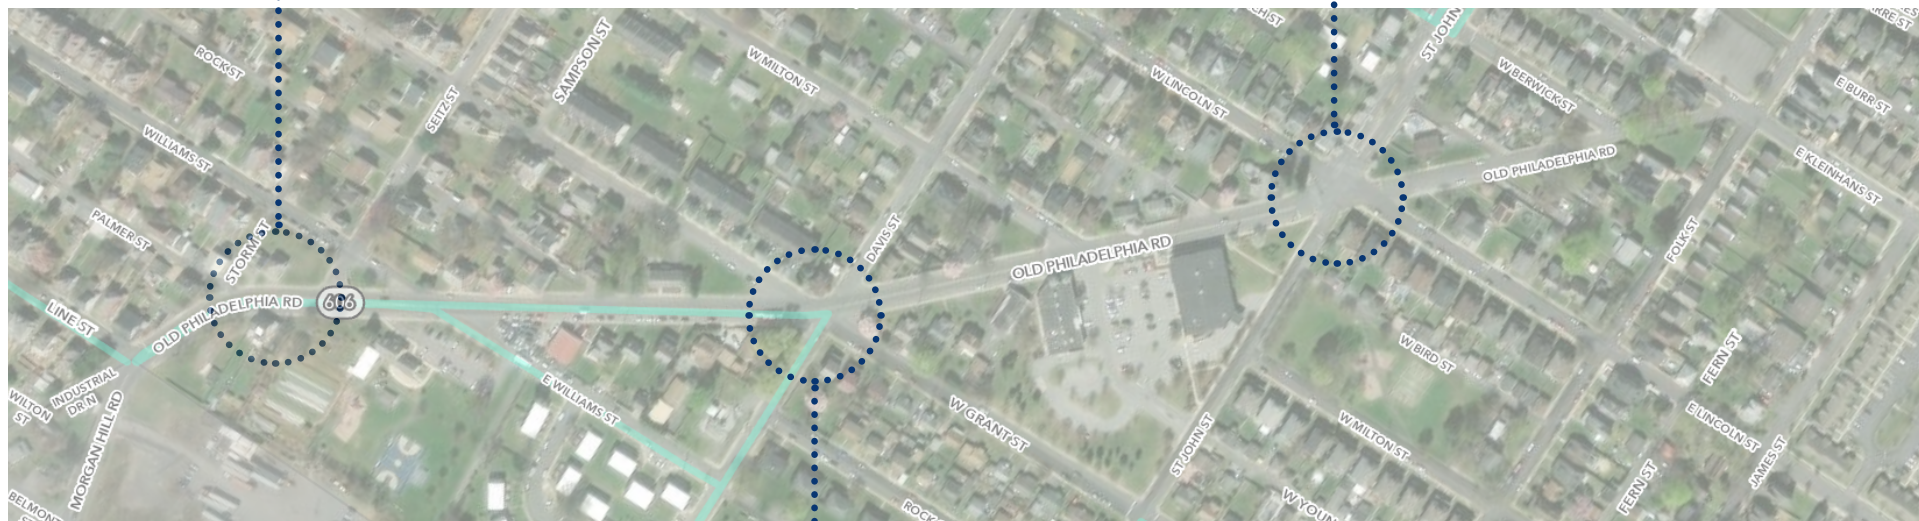 ST JOHN
ROCK ST
SAMPSON ST
W MILTON ST
W LINCOLN ST
W BERWICK ST
E BURR ST
SEITZ ST
WILLIAMS ST
OLD PHILADELPHIA RD
E KLEINHANS ST
PALMER ST
STORM ST
DAVIS ST
OLD PHILADELPHIA RD
FOLK ST
LINE ST
OLD PHILADELPHIA RD
606
W BIRD ST
FERN ST
INDUSTRIAL
DR N
WILTON
ST
E WILLIAMS ST
W GRANT ST
W MILTON ST
E LINCOLN ST
MORGAN HILL RD
ST JOHN ST
FERN ST
JAMES ST
BELMON
ROCK
W YOUN